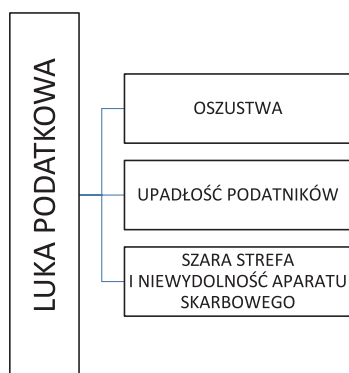 LUKA PODATKOWA
OSZUSTWA
UPADŁOŚĆ PODATNIKÓW
SZARA STREFA
I NIEWYDOLNOŚĆ APARATU
SKARBOWEGO